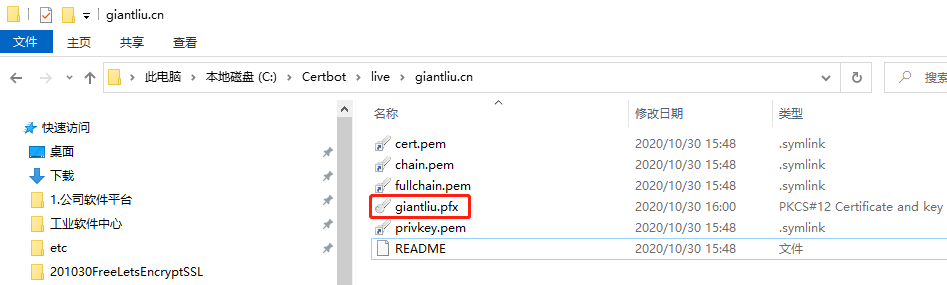 giantliu.cn
文件 主页 共享 查看
此电脑 本地磁盘 (C:) Certbot live giantliu.cn 搜索
快速访问
桌面
下载
1.公司软件平台
工业软件中心
etc
201030FreeLetsEncryptSSL
名称 修改日期 类型
cert.pem 2020/10/30 15:48 .symlink
chain.pem 2020/10/30 15:48 .symlink
fullchain.pem 2020/10/30 15:48 .symlink
giantliu.pfx 2020/10/30 16:00 PKCS#12 Certificate and key
privkey.pem 2020/10/30 15:48 .symlink
README 2020/10/30 15:48 文件